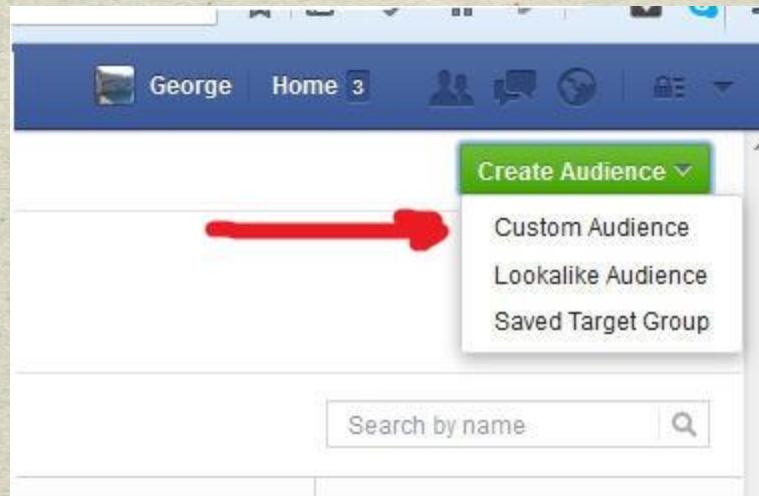 George Home 3
Create Audience
Custom Audience
Lookalike Audience
Saved Target Group
Search by name